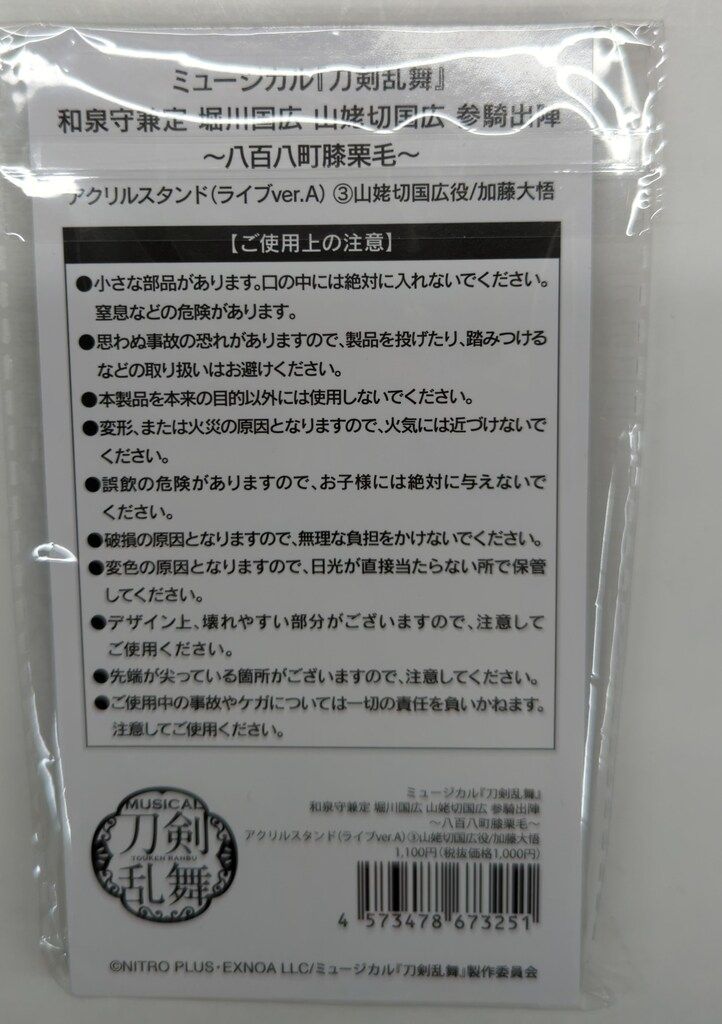 ミュージカル『刀剣乱舞』
和泉守兼定 堀川国広 山姥切国広 参騎出陣
～八百八町膝栗毛～
アクリルスタンド(ライブver.A) ③山姥切国広役/加藤大悟
【ご使用上の注意】
●小さな部品があります。口の中には絶対に入れないでください。
窒息などの危険があります。
●思わぬ事故の恐れがありますので、製品を投げたり、踏みつける
などの取り扱いはお避けください。
●本製品を本来の目的以外には使用しないでください。
●変形、または火災の原因となりますので、火気には近づけないで
ください。
●誤飲の危険がありますので、お子様には絶対に与えないで
ください。
●破損の原因となりますので、無理な負担をかけないでください。
●変色の原因となりますので、日光が直接当たらない所で保管
してください。
●デザイン上、壊れやすい部分がございますので、注意して
ご使用ください。
●先端が尖っている箇所がございますので、注意してください。
●ご使用中の事故やケガについては一切の責任を負いかねます。
注意してご使用ください。
MUSICAL
刀剣
TOUKEN RANBU
乱舞
ミュージカル『刀剣乱舞』
和泉守兼定 堀川国広 山姥切国広 参騎出陣
～八百八町膝栗毛～
アクリルスタンド(ライブver.A)③山姥切国広役/加藤大悟
1,100円(税抜価格1,000円)
4 573478 673251
©NITRO PLUS・EXNOA LLC/ミュージカル『刀剣乱舞』製作委員会